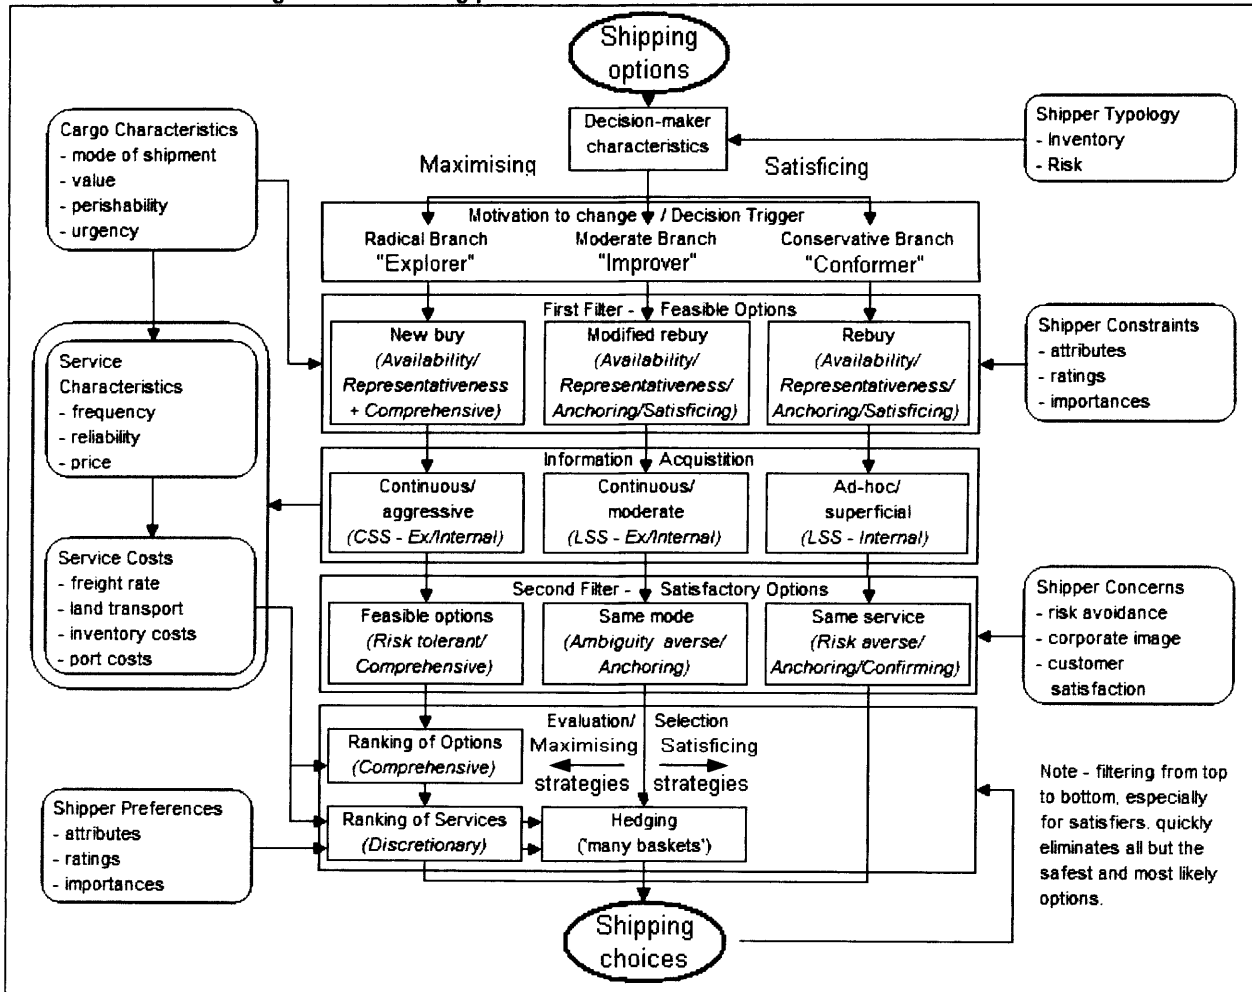 Shipping
options
Decision-maker
characteristics
Shipper Typology
- Inventory
- Risk
Cargo Characteristics
- mode of shipment
- value
- perishability
- urgency
Maximising
Satisficing
Motivation to change / Decision Trigger
Radical Branch
"Explorer"
Moderate Branch
"Improver"
Conservative Branch
"Conformer"
First Filter - Feasible Options
New buy
(Availability/
Representativeness
+ Comprehensive)
Modified rebuy
(Availability/
Representativeness/
Anchoring/Satisficing)
Rebuy
(Availability/
Representativeness/
Anchoring/Satisficing)
Shipper Constraints
- attributes
- ratings
- importances
Service
Characteristics
- frequency
- reliability
- price
Information Acquistition
Continuous/
aggressive
(CSS - Ex/Internal)
Continuous/
moderate
(LSS - Ex/Internal)
Ad-hoc/
superficial
(LSS - Internal)
Service Costs
- freight rate
- land transport
- inventory costs
- port costs
Second Filter - Satisfactory Options
Feasible options
(Risk tolerant/
Comprehensive)
Same mode
(Ambiguity averse/
Anchoring)
Same service
(Risk averse/
Anchoring/Confirming)
Shipper Concerns
- risk avoidance
- corporate image
- customer
satisfaction
Evaluation/ Selection
Ranking of Options
(Comprehensive)
Maximising
strategies
Satisficing
strategies
Shipper Preferences
- attributes
- ratings
- importances
Ranking of Services
(Discretionary)
Hedging
('many baskets')
Note - filtering from top
to bottom, especially
for satisfiers. quickly
eliminates all but the
safest and most likely
options.
Shipping
choices